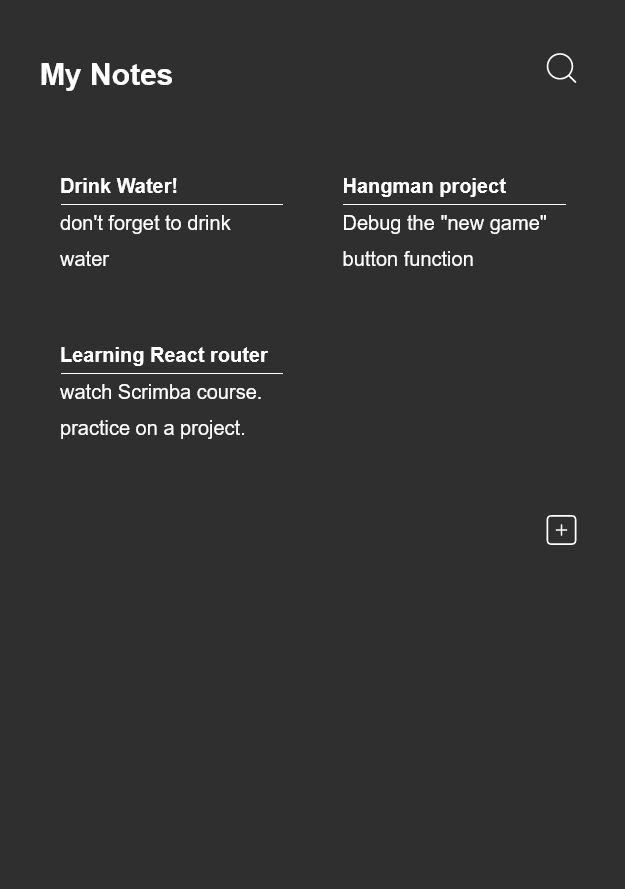 My Notes
Drink Water!
don't forget to drink
water
Hangman project
Debug the "new game"
button function
Learning React router
watch Scrimba course.
practice on a project.